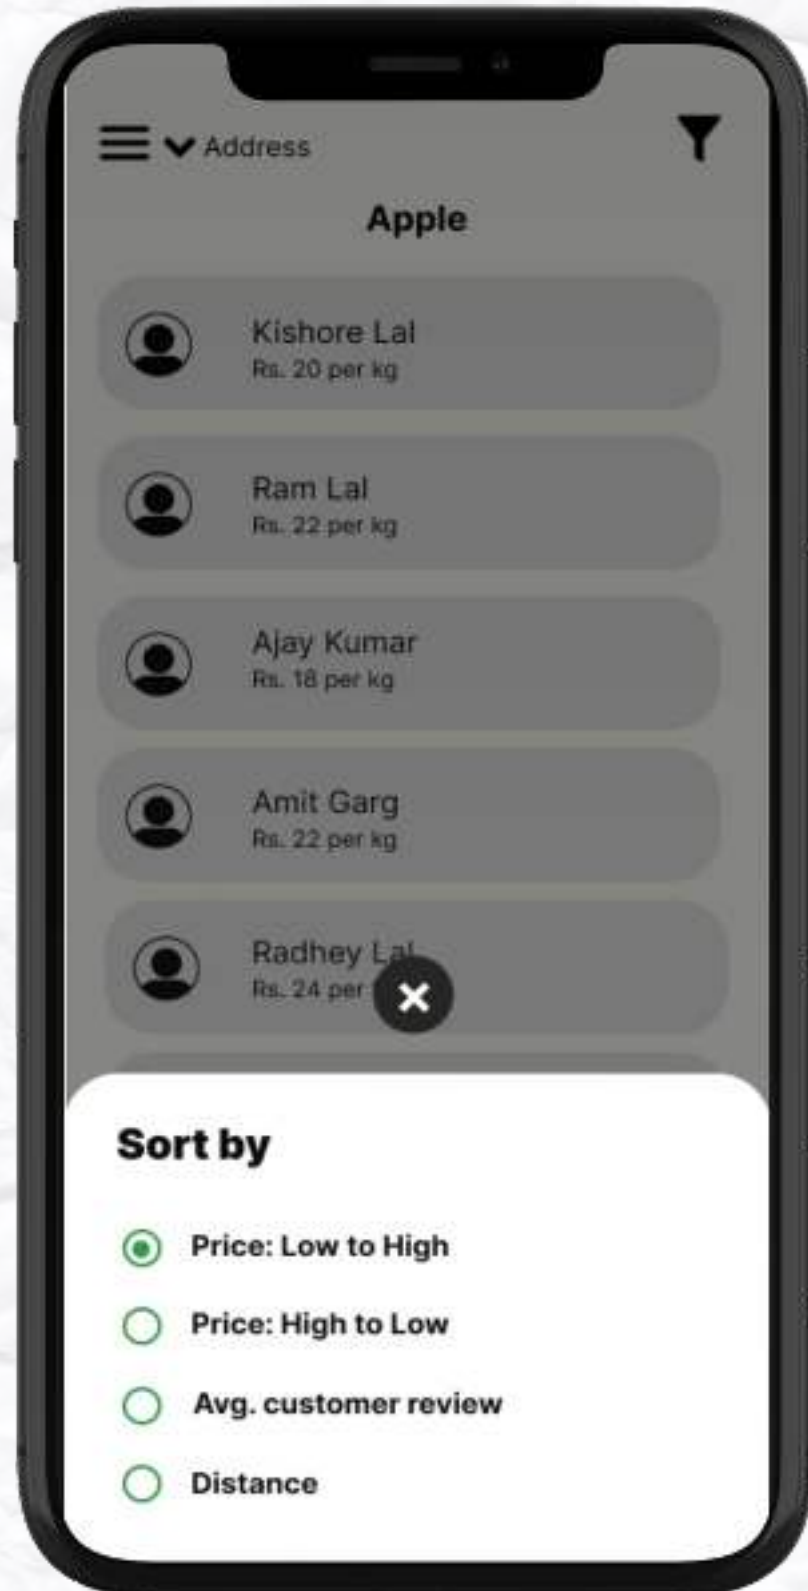 Address
Apple
Kishore Lal
Rs. 20 per kg
Ram Lal
Rs. 22 per kg
Ajay Kumar
Rs. 18 per kg
Amit Garg
Rs. 22 per kg
Radhey Lal
Rs. 24 per
Sort by
Price: Low to High
Price: High to Low
Avg. customer review
Distance